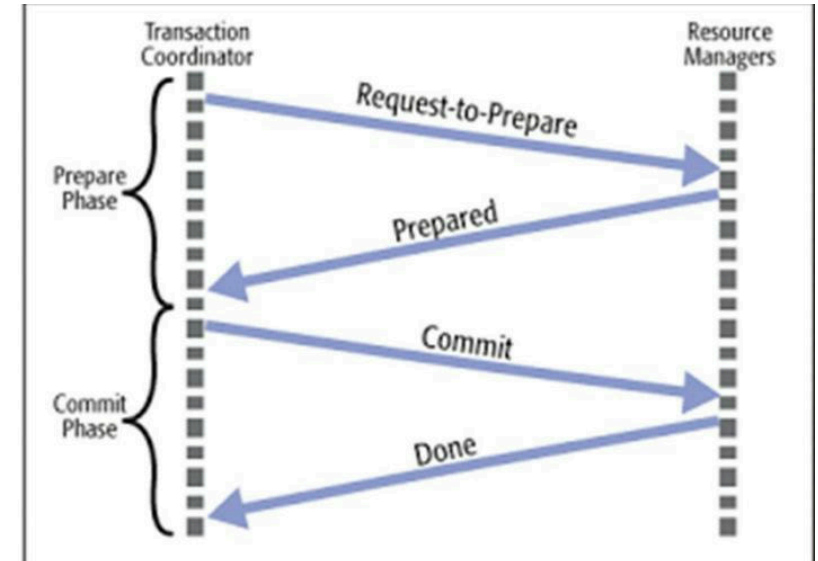 Transaction
Coordinator
Resource
Managers
Request-to-Prepare
Prepare
Phase
Prepared
Commit
Commit
Phase
Done